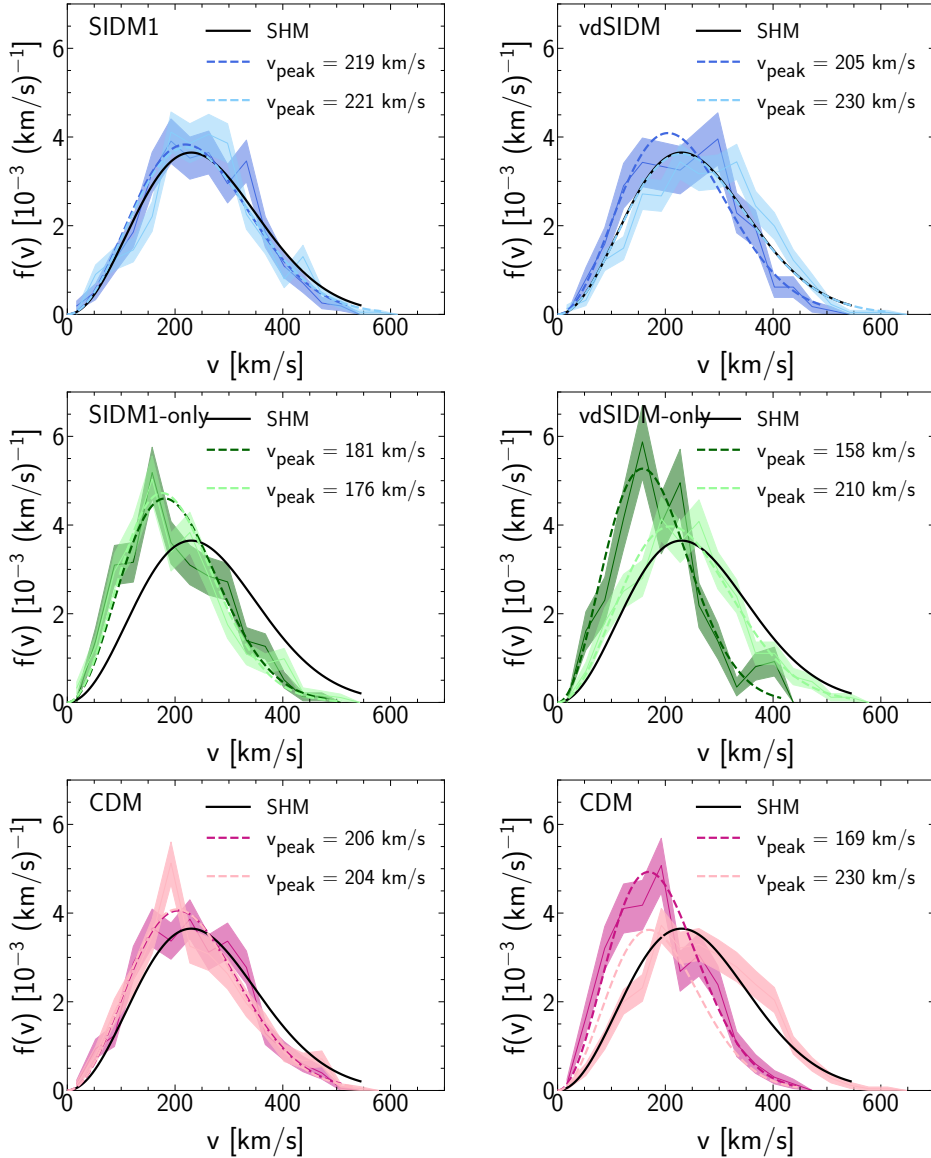 SIDM1
SHM
v_peak = 219 km/s
v_peak = 221 km/s
f(v) [10^−3 (km/s)^−1]
6
4
2
0
0 200 400 600
v [km/s]
vdSIDM
SHM
v_peak = 205 km/s
v_peak = 230 km/s
f(v) [10^−3 (km/s)^−1]
6
4
2
0
0 200 400 600
v [km/s]
SIDM1-only
SHM
v_peak = 181 km/s
v_peak = 176 km/s
f(v) [10^−3 (km/s)^−1]
6
4
2
0
0 200 400 600
v [km/s]
vdSIDM-only
SHM
v_peak = 158 km/s
v_peak = 210 km/s
f(v) [10^−3 (km/s)^−1]
6
4
2
0
0 200 400 600
v [km/s]
CDM
SHM
v_peak = 206 km/s
v_peak = 204 km/s
f(v) [10^−3 (km/s)^−1]
6
4
2
0
0 200 400 600
v [km/s]
CDM
SHM
v_peak = 169 km/s
v_peak = 230 km/s
f(v) [10^−3 (km/s)^−1]
6
4
2
0
0 200 400 600
v [km/s]